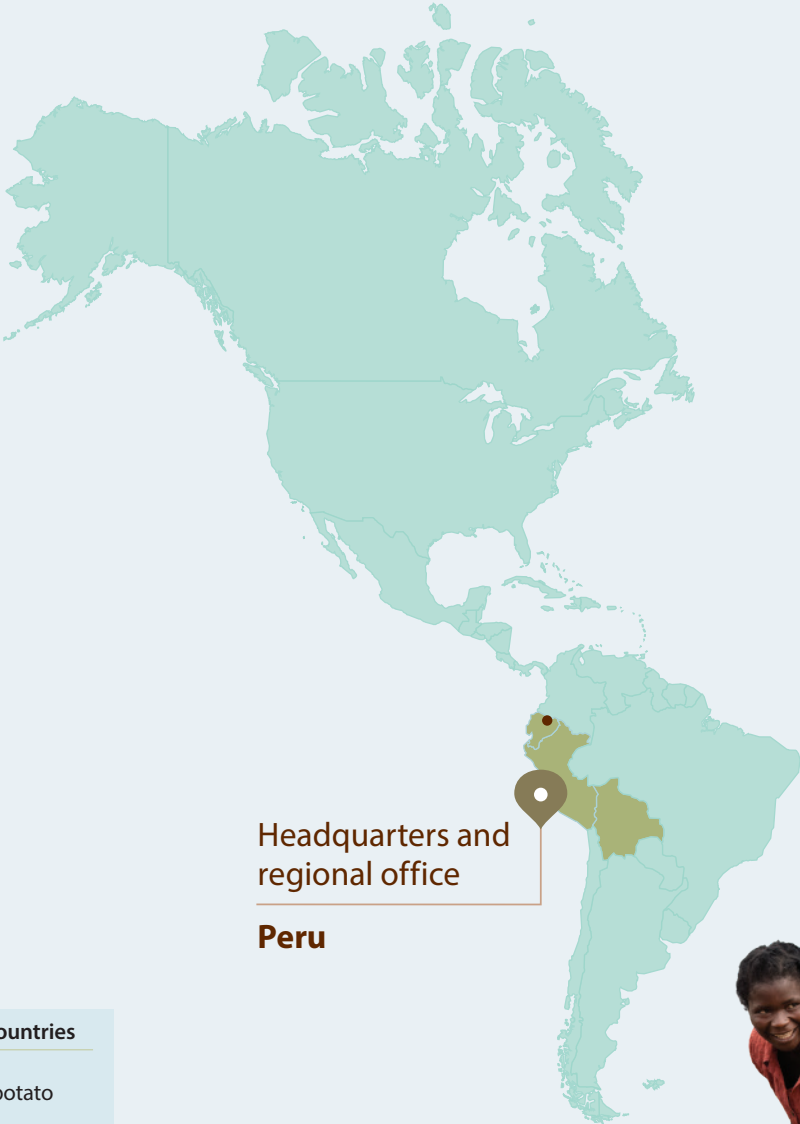 Headquarters and
regional office
Peru
ountries
potato